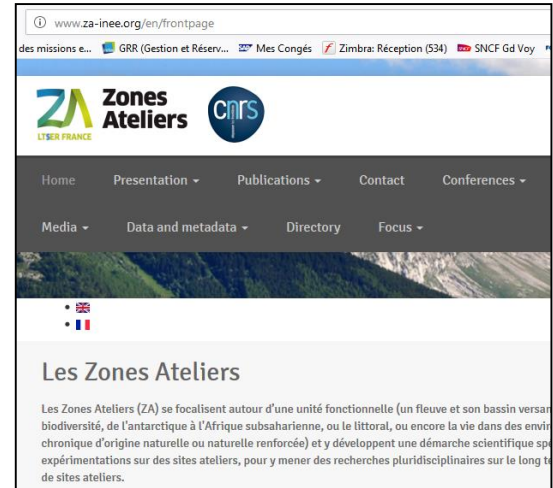 www.za-inee.org/en/frontpage
des missions e... GRR (Gestion et Réserv... Mes Congés Zimbra: Réception (534) SNCF Gd Voy
ZA Zones Ateliers
LTSER FRANCE
cnrs
Home Presentation Publications Contact Conferences
Media Data and metadata Directory Focus
Les Zones Ateliers
Les Zones Ateliers (ZA) se focalisent autour d'une unité fonctionnelle (un fleuve et son bassin versan
biodiversité, de l'antarctique à l'Afrique subsaharienne, ou le littoral, ou encore la vie dans des envir
chronique d'origine naturelle ou naturelle renforcée) et y développent une démarche scientifique spé
expérimentations sur des sites ateliers, pour y mener des recherches pluridisciplinaires sur le long te
de sites ateliers.